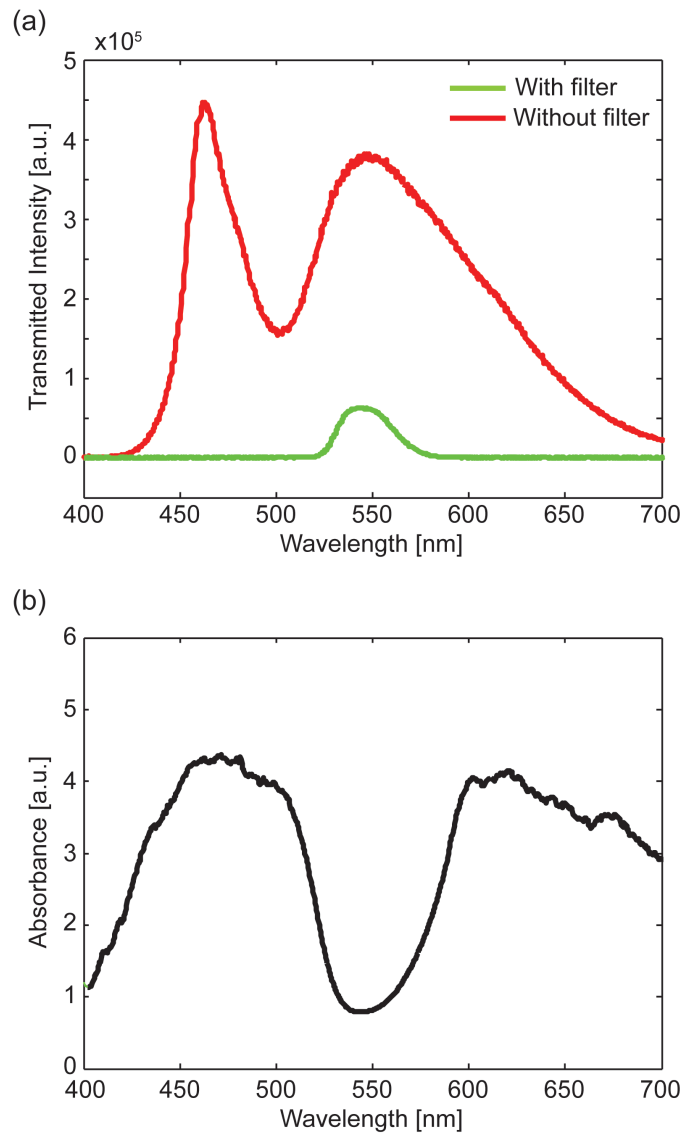 (a)
x10⁵
5
4
3
2
1
0
Transmitted Intensity [a.u.]
With filter
Without filter
400 450 500 550 600 650 700
Wavelength [nm]
(b)
6
5
4
3
2
1
0
Absorbance [a.u.]
400 450 500 550 600 650 700
Wavelength [nm]